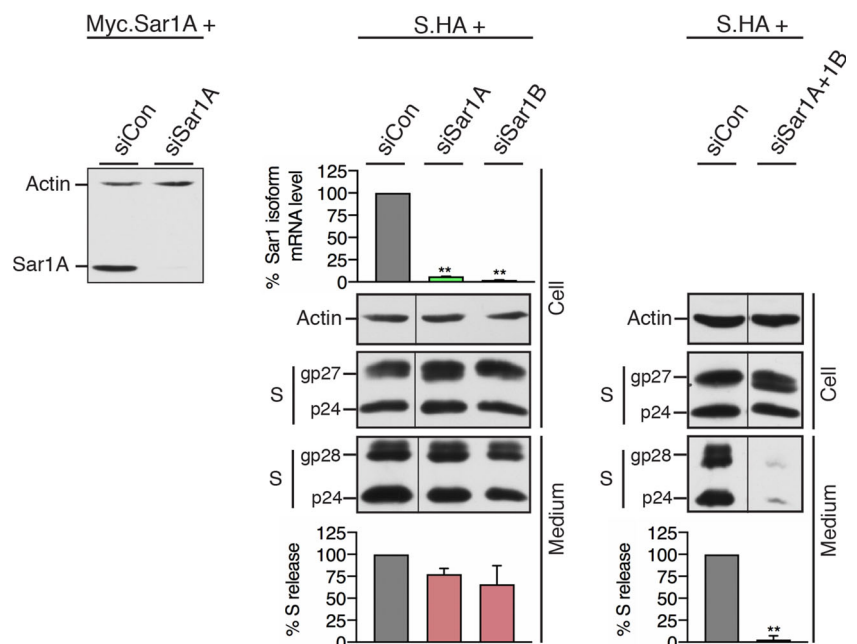 Myc.Sar1A +
siCon
siSar1A
Actin
Sar1A
S.HA +
siCon
siSar1A
siSar1B
% Sar1 isoform
mRNA level
125
100
75
50
25
0
**
**
Actin
S
gp27
p24
Cell
S
gp28
p24
Medium
% S release
125
100
75
50
25
0
S.HA +
siCon
siSar1A+1B
Actin
S
gp27
p24
Cell
S
gp28
p24
Medium
% S release
125
100
75
50
25
0
**